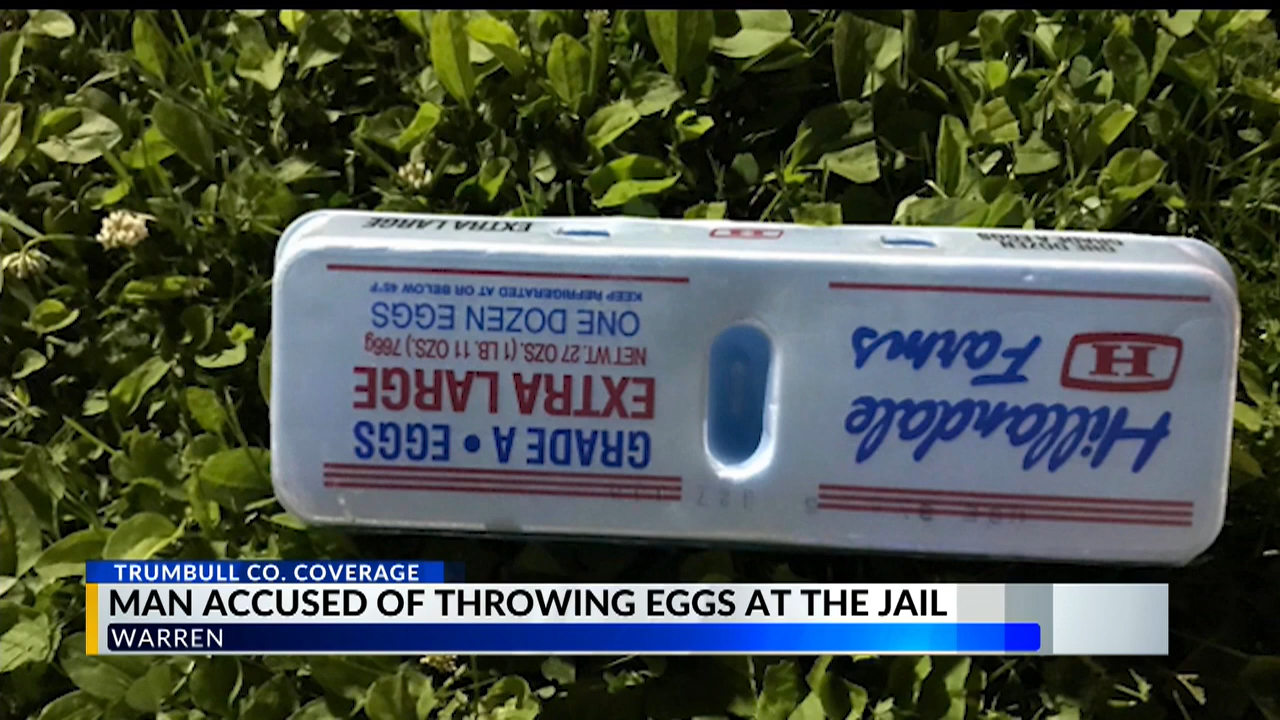 EXTRA LARGE
H
KEEP REFRIGERATED AT OR BELOW 45°F
ONE DOZEN EGGS
NET WT. 27 OZS. (1 LB. 11 OZS.) 766g
EXTRA LARGE
GRADE A • EGGS
Hillandale
Farms
H
TRUMBULL CO. COVERAGE
MAN ACCUSED OF THROWING EGGS AT THE JAIL
WARREN